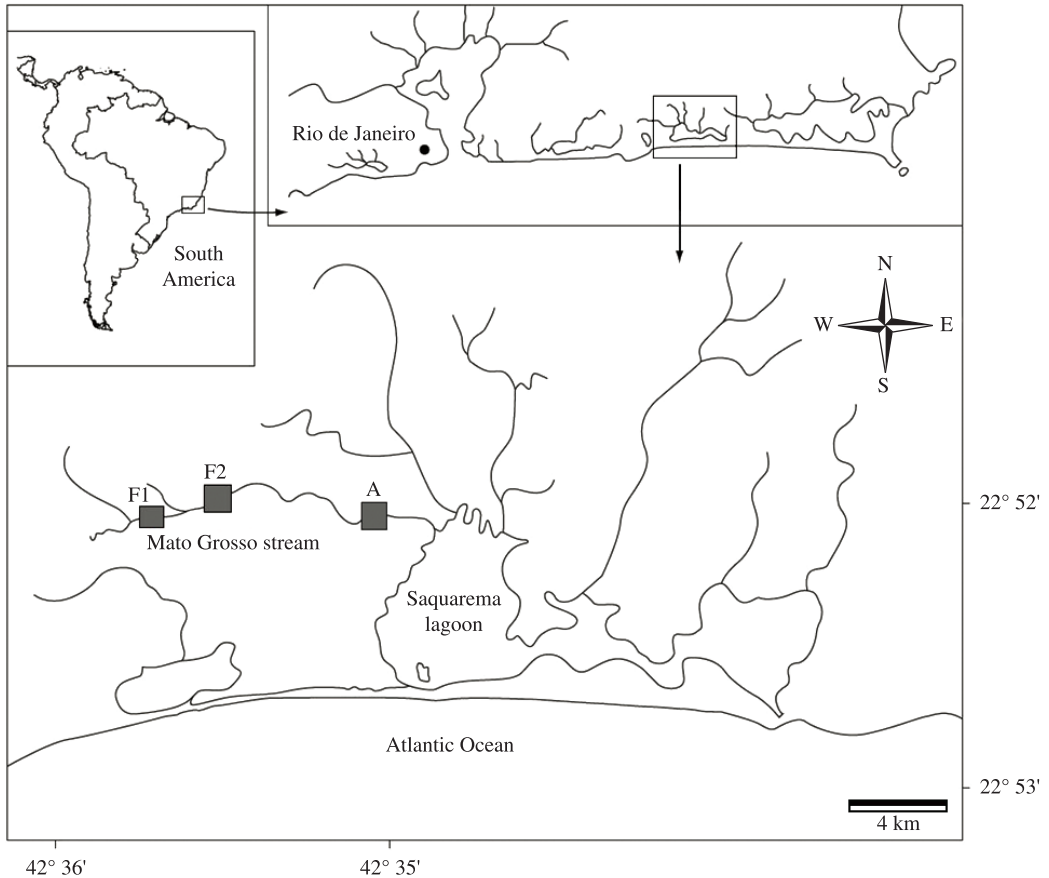 Rio de Janeiro
South
America
N
W
E
S
F2
F1
A
22° 52'
Mato Grosso stream
Saquarema
lagoon
Atlantic Ocean
22° 53'
4 km
42° 36'
42° 35'